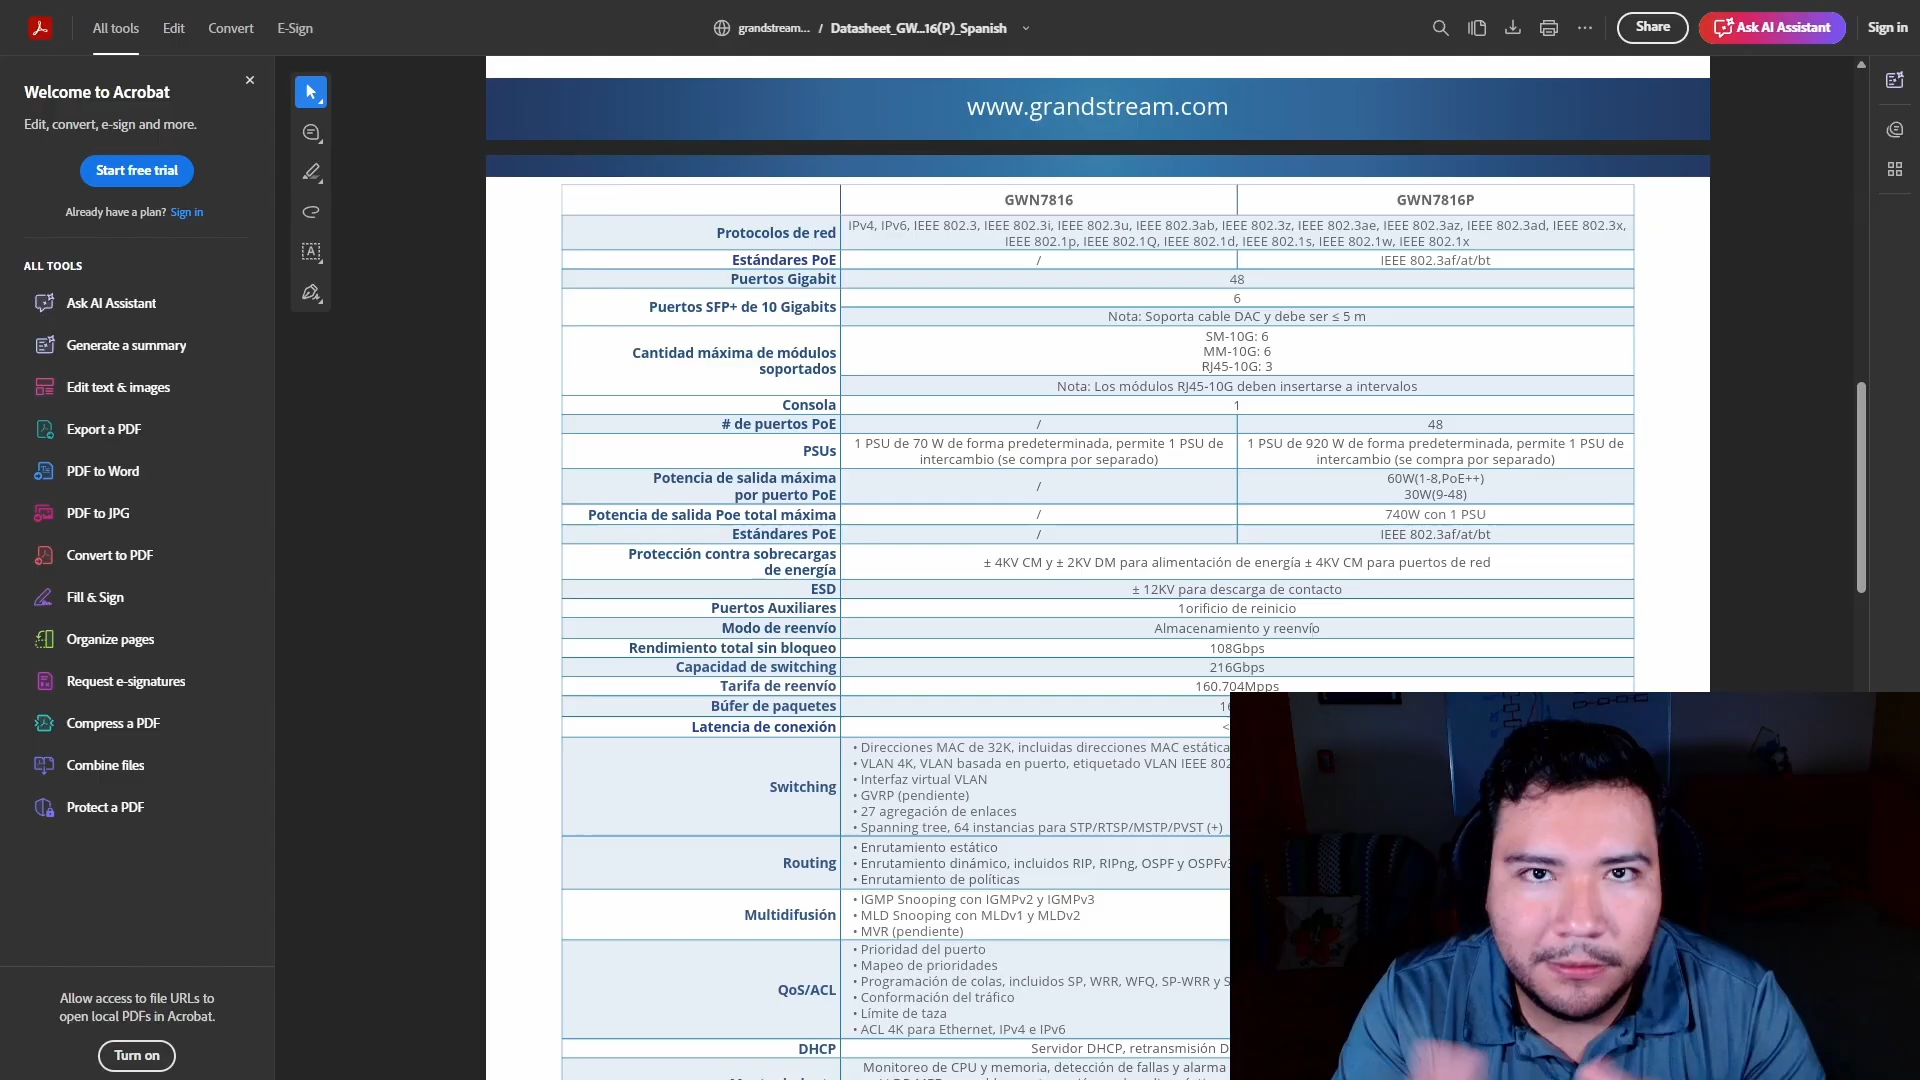 All tools
Edit
Convert
E-Sign
grandstream... / Datasheet_GW...16(P)_Spanish
Share
Ask AI Assistant
Sign in
Welcome to Acrobat
Edit, convert, e-sign and more.
Start free trial
Already have a plan? Sign in
ALL TOOLS
Ask AI Assistant
Generate a summary
Edit text & images
Export a PDF
PDF to Word
PDF to JPG
Convert to PDF
Fill & Sign
Organize pages
Request e-signatures
Compress a PDF
Combine files
Protect a PDF
Allow access to file URLs to
open local PDFs in Acrobat.
Turn on
www.grandstream.com
GWN7816
GWN7816P
Protocolos de red
IPv4, IPv6, IEEE 802.3, IEEE 802.3i, IEEE 802.3u, IEEE 802.3ab, IEEE 802.3z, IEEE 802.3ae, IEEE 802.3az, IEEE 802.3ad, IEEE 802.3x,
IEEE 802.1p, IEEE 802.1Q, IEEE 802.1d, IEEE 802.1s, IEEE 802.1w, IEEE 802.1x
Estándares PoE
/
IEEE 802.3af/at/bt
Puertos Gigabit
48
Puertos SFP+ de 10 Gigabits
6
Nota: Soporta cable DAC y debe ser ≤ 5 m
Cantidad máxima de módulos
soportados
SM-10G: 6
MM-10G: 6
RJ45-10G: 3
Nota: Los módulos RJ45-10G deben insertarse a intervalos
Consola
1
# de puertos PoE
/
48
PSUs
1 PSU de 70 W de forma predeterminada, permite 1 PSU de
intercambio (se compra por separado)
1 PSU de 920 W de forma predeterminada, permite 1 PSU de
intercambio (se compra por separado)
Potencia de salida máxima
por puerto PoE
/
60W(1-8,PoE++)
30W(9-48)
Potencia de salida Poe total máxima
/
740W con 1 PSU
Estándares PoE
/
IEEE 802.3af/at/bt
Protección contra sobrecargas
de energía
± 4KV CM y ± 2KV DM para alimentación de energía ± 4KV CM para puertos de red
ESD
± 12KV para descarga de contacto
Puertos Auxiliares
1orificio de reinicio
Modo de reenvío
Almacenamiento y reenvío
Rendimiento total sin bloqueo
108Gbps
Capacidad de switching
216Gbps
Tarifa de reenvío
160.704Mpps
Búfer de paquetes
Latencia de conexión
<
Switching
• Direcciones MAC de 32K, incluidas direcciones MAC estática
• VLAN 4K, VLAN basada en puerto, etiquetado VLAN IEEE 802
• Interfaz virtual VLAN
• GVRP (pendiente)
• 27 agregación de enlaces
• Spanning tree, 64 instancias para STP/RTSP/MSTP/PVST (+)
Routing
• Enrutamiento estático
• Enrutamiento dinámico, incluidos RIP, RIPng, OSPF y OSPFv3
• Enrutamiento de políticas
Multidifusión
• IGMP Snooping con IGMPv2 y IGMPv3
• MLD Snooping con MLDv1 y MLDv2
• MVR (pendiente)
QoS/ACL
• Prioridad del puerto
• Mapeo de prioridades
• Programación de colas, incluidos SP, WRR, WFQ, SP-WRR y S
• Conformación del tráfico
• Límite de taza
• ACL 4K para Ethernet, IPv4 e IPv6
DHCP
Servidor DHCP, retransmisión D
Monitoreo de CPU y memoria, detección de fallas y alarma